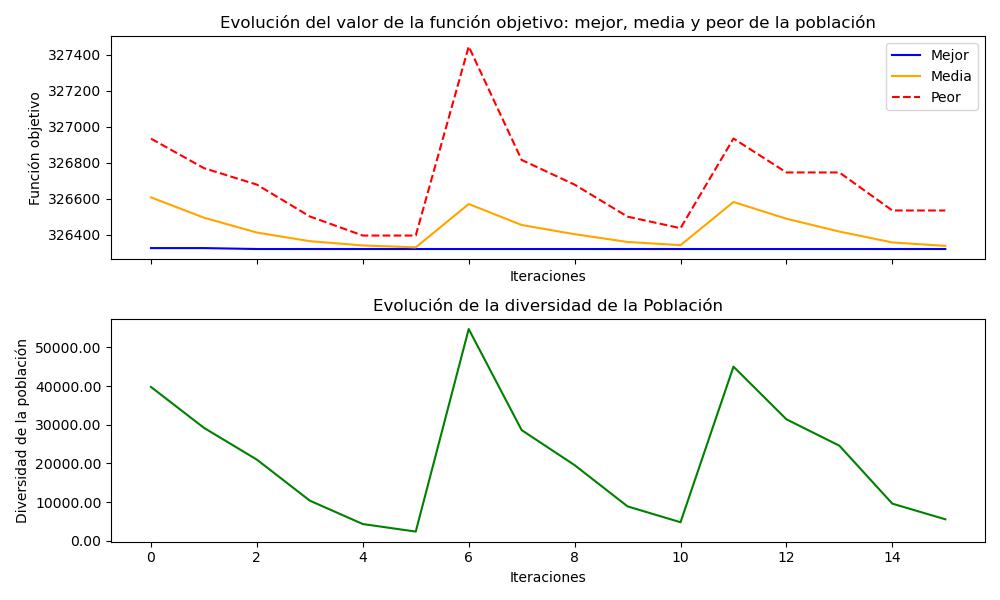 Evolución del valor de la función objetivo: mejor, media y peor de la población
Función objetivo
327400
327200
327000
326800
326600
326400
Mejor
Media
Peor
Iteraciones
Evolución de la diversidad de la Población
Diversidad de la población
50000.00
40000.00
30000.00
20000.00
10000.00
0.00
0 2 4 6 8 10 12 14
Iteraciones